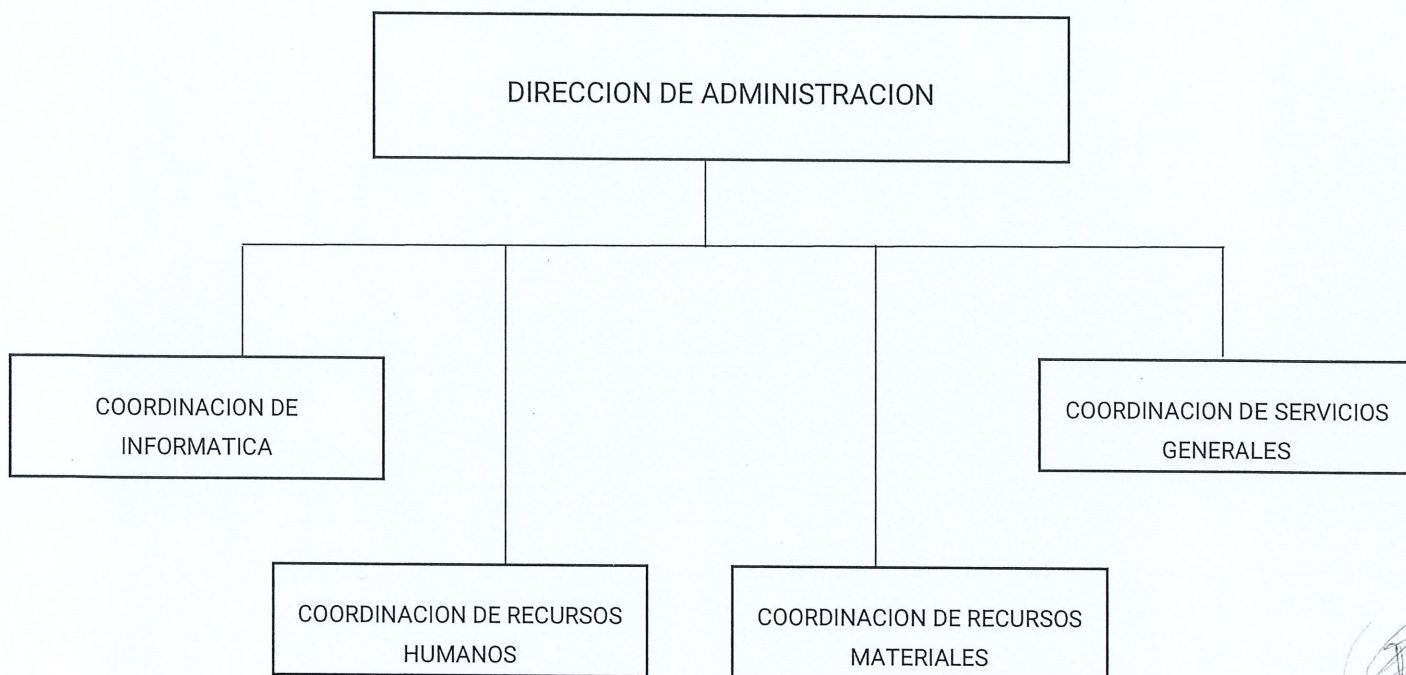 DIRECCION DE ADMINISTRACION
COORDINACION DE
INFORMATICA
COORDINACION DE SERVICIOS
GENERALES
COORDINACION DE RECURSOS
HUMANOS
COORDINACION DE RECURSOS
MATERIALES